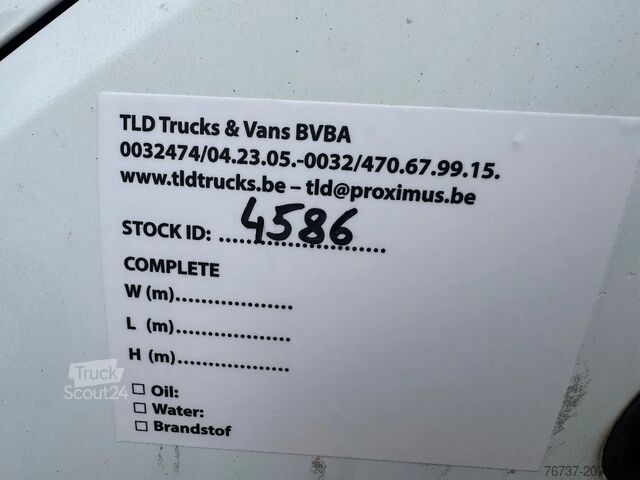 TLD Trucks & Vans BVBA
0032474/04.23.05.-0032/470.67.99.15.
www.tldtrucks.be – tld@proximus.be
STOCK ID: ....4586....
COMPLETE
W (m)......................
L (m)......................
H (m)......................
☐ Oil:
☐ Water:
☐ Brandstof
Truck
Scout24